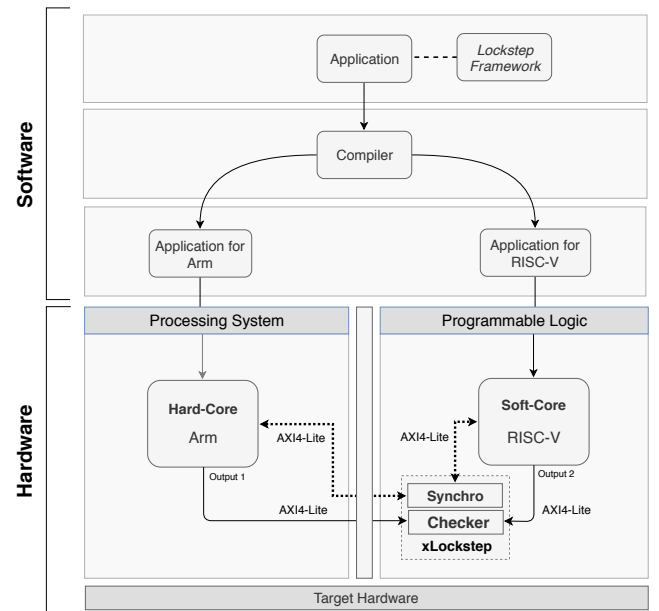 Software
Application
Lockstep
Framework
Compiler
Application for
Arm
Application for
RISC-V
Hardware
Processing System
Programmable Logic
Hard-Core
Arm
Soft-Core
RISC-V
AXI4-Lite
AXI4-Lite
Output 1
Output 2
Synchro
AXI4-Lite
Checker
AXI4-Lite
xLockstep
Target Hardware